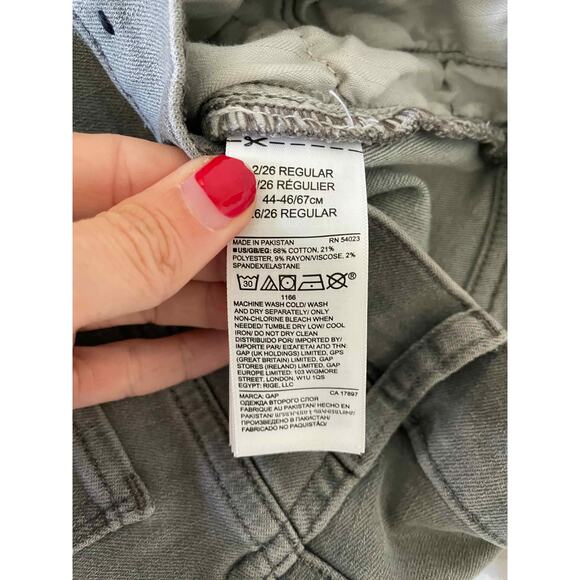 2/26 REGULAR
/26 RÉGULIER
44-46/67CM
6/26 REGULAR
MADE IN PAKISTAN RN 54023
■US/GB/EG: 68% COTTON, 21%
POLYESTER, 9% RAYON/VISCOSE, 2%
SPANDEX/ELASTANE
30 ®
1166
MACHINE WASH COLD/ WASH
AND DRY SEPARATELY/ ONLY
NON-CHLORINE BLEACH WHEN
NEEDED/ TUMBLE DRY LOW/ COOL
IRON/ DO NOT DRY CLEAN
DISTRIBUIDO POR/ IMPORTED BY/
IMPORTADO PAR/ ΕΙΣΑΓΕΤΑΙ ΑΠΌ ΤΗΝ:
GAP (UK HOLDINGS) LIMITED, GPS
(GREAT BRITAIN) LIMITED, GAP
STORES (IRELAND) LIMITED, GAP
EUROPE LIMITED: 103 WIGMORE
STREET, LONDON, W1U 1QS
EGYPT: RIGE, LLC
MARCA: GAP CA 17897
ОДЕЖДА ВТОРОГО СЛОЯ
FABRIQUÉ AU PAKISTAN/ HECHO EN
PAKISTÁN/
ПРОИЗВЕДЕНО В ПАКИСТАН/
FABRICADO NO PAQUISTÃO/